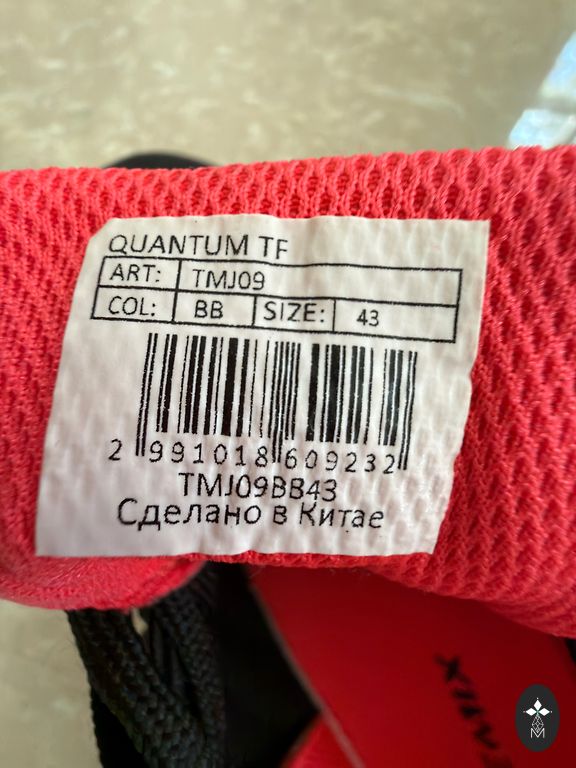 QUANTUM TF
ART: TMJ09
COL: BB SIZE: 43
2 991018 609232
TMJ09BB43
Сделано в Китае